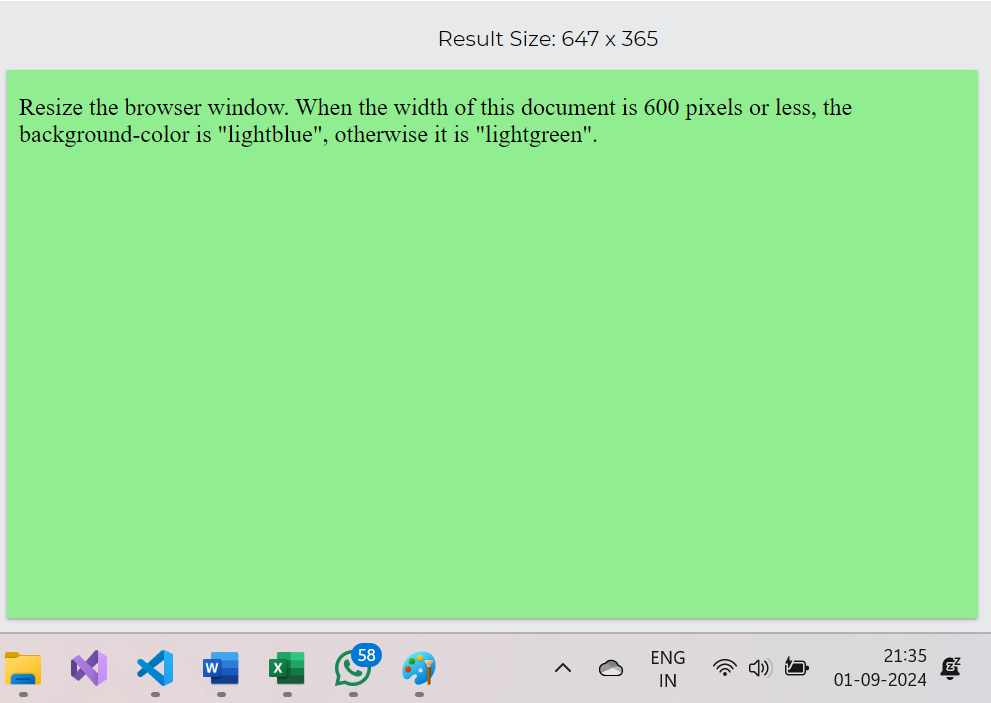 Result Size: 647 x 365
Resize the browser window. When the width of this document is 600 pixels or less, the
background-color is "lightblue", otherwise it is "lightgreen".
W
X
58
ENG
IN
21:35
01-09-2024